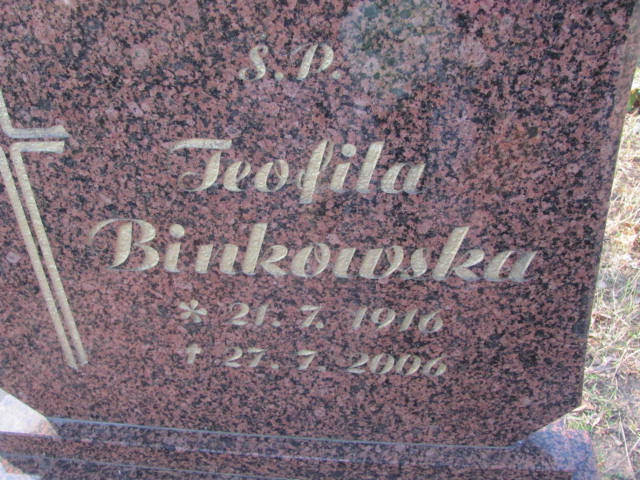 S.P.
Teofila
Binkowska
* 21. 7. 1916
† 27. 7. 2006